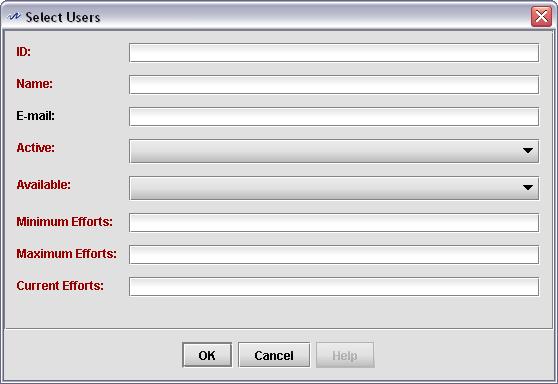 Select Users
ID:
Name:
E-mail:
Active:
Available:
Minimum Efforts:
Maximum Efforts:
Current Efforts:
OK Cancel Help